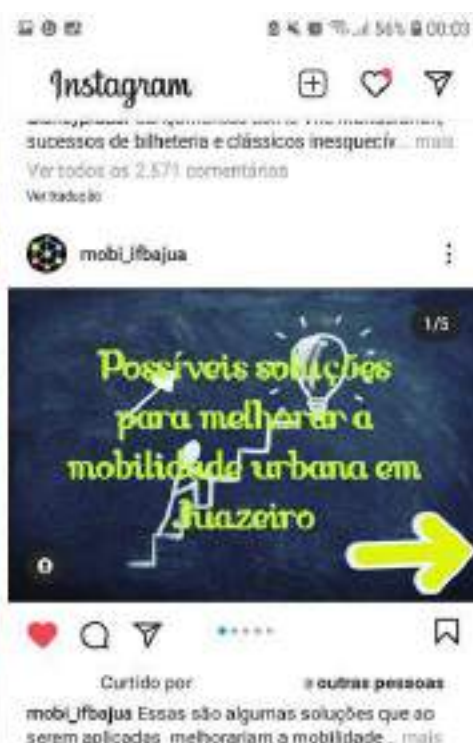 56% 00:03
Instagram
sucessos de bilheteria e clássicos inesquecív... mais
Ver todos os 2.571 comentários
Ver tradução
mobi_ifbajua
1/5
Possíveis soluções
para melhorar a
mobilidade urbana em
Juazeiro
Curtido por e outras pessoas
mobi_ifbajua Essas são algumas soluções que ao
serem aplicadas melhorariam a mobilidade... mais